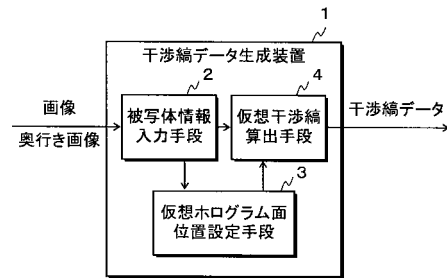 1
干渉縞データ生成装置
2
4
画像
奥行き画像
被写体情報
入力手段
仮想干渉縞
算出手段
干渉縞データ
3
仮想ホログラム面
位置設定手段